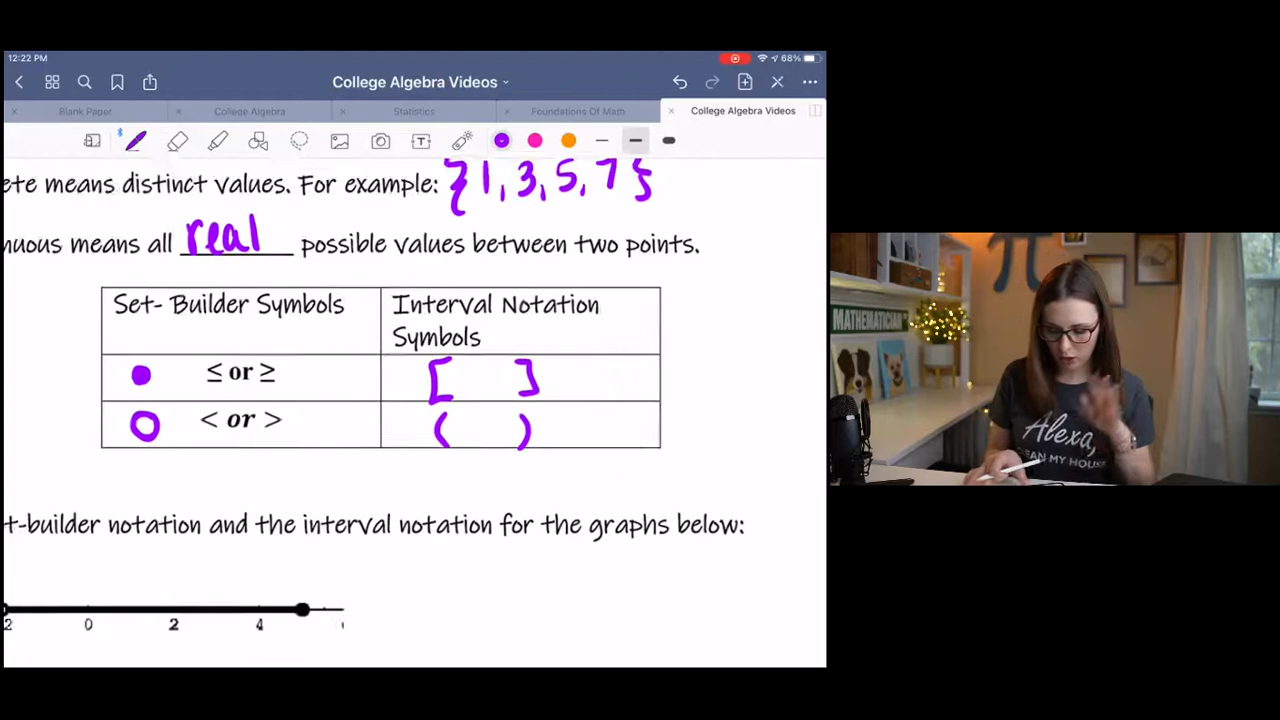 12:22 PM
68%
College Algebra Videos
Blank Paper
College Algebra
Statistics
Foundations Of Math
College Algebra Videos
ete means distinct values. For example: {1, 3, 5, 7}
nuous means all real possible values between two points.
Set- Builder Symbols
Interval Notation
Symbols
≤ or ≥
[ ]
< or >
( )
t-builder notation and the interval notation for the graphs below:
2 0 2 4
MATHEMATICIAN
π
Alexa,
EAN MY HOUS